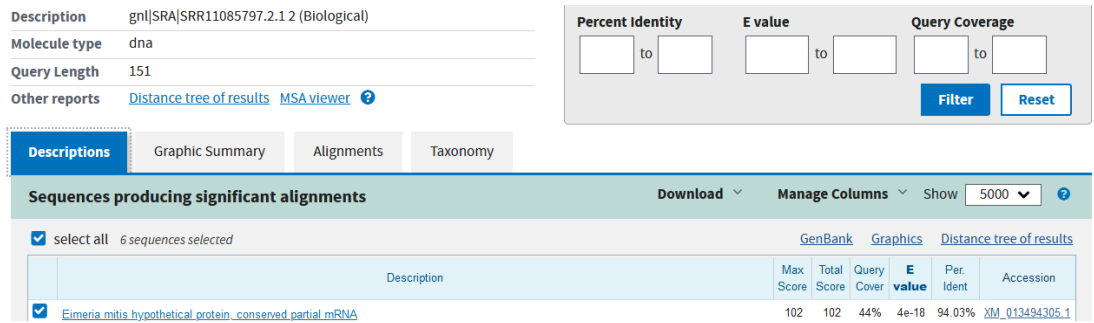 Description gnl|SRA|SRR11085797.2.1 2 (Biological)
Molecule type dna
Query Length 151
Other reports Distance tree of results MSA viewer ?
Percent Identity E value Query Coverage
to to to
Filter Reset
Descriptions Graphic Summary Alignments Taxonomy
Sequences producing significant alignments Download Manage Columns Show 5000 ?
select all 6 sequences selected GenBank Graphics Distance tree of results
Description Max Score Total Score Query Cover E value Per. Ident Accession
Eimeria mitis hypothetical protein, conserved partial mRNA 102 102 44% 4e-18 94.03% XM_013494305.1